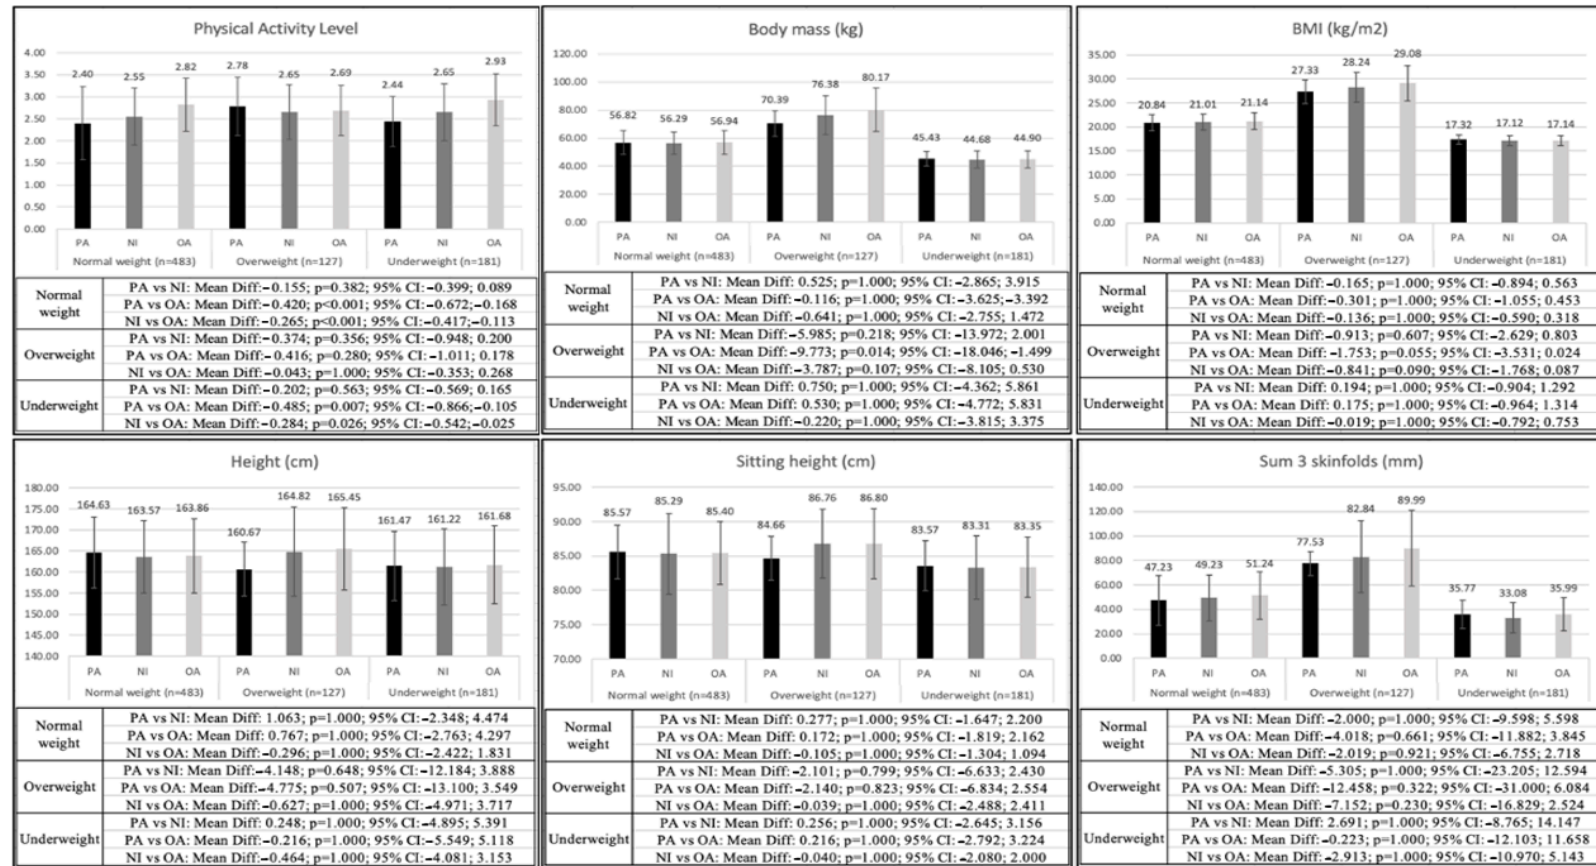 Physical Activity Level
4.00
3.50
3.00
2.50
2.00
1.50
1.00
0.50
0.00
2.40 2.55 2.82 2.78 2.65 2.69 2.44 2.65 2.93
PA NI OA PA NI OA PA NI OA
Normal weight (n=483) Overweight (n=127) Underweight (n=181)
Normal weight
PA vs NI: Mean Diff:−0.155; p=0.382; 95% CI:−0.399; 0.089
PA vs OA: Mean Diff:−0.420; p<0.001; 95% CI:−0.672;−0.168
NI vs OA: Mean Diff:−0.265; p<0.001; 95% CI:−0.417;−0.113
Overweight
PA vs NI: Mean Diff:−0.374; p=0.356; 95% CI:−0.948; 0.200
PA vs OA: Mean Diff:−0.416; p=0.280; 95% CI:−1.011; 0.178
NI vs OA: Mean Diff:−0.043; p=1.000; 95% CI:−0.353; 0.268
Underweight
PA vs NI: Mean Diff:−0.202; p=0.563; 95% CI:−0.569; 0.165
PA vs OA: Mean Diff:−0.485; p=0.007; 95% CI:−0.866;−0.105
NI vs OA: Mean Diff:−0.284; p=0.026; 95% CI:−0.542;−0.025
Body mass (kg)
120.00
100.00
80.00
60.00
40.00
20.00
0.00
56.82 56.29 56.94 70.39 76.38 80.17 45.43 44.68 44.90
PA NI OA PA NI OA PA NI OA
Normal weight (n=483) Overweight (n=127) Underweight (n=181)
Normal weight
PA vs NI: Mean Diff: 0.525; p=1.000; 95% CI:−2.865; 3.915
PA vs OA: Mean Diff:−0.116; p=1.000; 95% CI:−3.625;−3.392
NI vs OA: Mean Diff:−0.641; p=1.000; 95% CI:−2.755; 1.472
Overweight
PA vs NI: Mean Diff:−5.985; p=0.218; 95% CI:−13.972; 2.001
PA vs OA: Mean Diff:−9.773; p=0.014; 95% CI:−18.046; −1.499
NI vs OA: Mean Diff:−3.787; p=0.107; 95% CI:−8.105; 0.530
Underweight
PA vs NI: Mean Diff: 0.750; p=1.000; 95% CI:−4.362; 5.861
PA vs OA: Mean Diff: 0.530; p=1.000; 95% CI:−4.772; 5.831
NI vs OA: Mean Diff:−0.220; p=1.000; 95% CI:−3.815; 3.375
BMI (kg/m2)
35.00
30.00
25.00
20.00
15.00
10.00
5.00
0.00
20.84 21.01 21.14 27.33 28.24 29.08 17.32 17.12 17.14
PA NI OA PA NI OA PA NI OA
Normal weight (n=483) Overweight (n=127) Underweight (n=181)
Normal weight
PA vs NI: Mean Diff:−0.165; p=1.000; 95% CI: −0.894; 0.563
PA vs OA: Mean Diff:−0.301; p=1.000; 95% CI: −1.055; 0.453
NI vs OA: Mean Diff:−0.136; p=1.000; 95% CI: −0.590; 0.318
Overweight
PA vs NI: Mean Diff:−0.913; p=0.607; 95% CI: −2.629; 0.803
PA vs OA: Mean Diff:−1.753; p=0.055; 95% CI: −3.531; 0.024
NI vs OA: Mean Diff:−0.841; p=0.090; 95% CI: −1.768; 0.087
Underweight
PA vs NI: Mean Diff: 0.194; p=1.000; 95% CI: −0.904; 1.292
PA vs OA: Mean Diff: 0.175; p=1.000; 95% CI: −0.964; 1.314
NI vs OA: Mean Diff:−0.019; p=1.000; 95% CI: −0.792; 0.753
Height (cm)
180.00
175.00
170.00
165.00
160.00
155.00
150.00
145.00
140.00
164.63 163.57 163.86 160.67 164.82 165.45 161.47 161.22 161.68
PA NI OA PA NI OA PA NI OA
Normal weight (n=483) Overweight (n=127) Underweight (n=181)
Normal weight
PA vs NI: Mean Diff: 1.063; p=1.000; 95% CI:−2.348; 4.474
PA vs OA: Mean Diff: 0.767; p=1.000; 95% CI:−2.763; 4.297
NI vs OA: Mean Diff:−0.296; p=1.000; 95% CI:−2.422; 1.831
Overweight
PA vs NI: Mean Diff:−4.148; p=0.648; 95% CI:−12.184; 3.888
PA vs OA: Mean Diff:−4.775; p=0.507; 95% CI:−13.100; 3.549
NI vs OA: Mean Diff:−0.627; p=1.000; 95% CI:−4.971; 3.717
Underweight
PA vs NI: Mean Diff: 0.248; p=1.000; 95% CI:−4.895; 5.391
PA vs OA: Mean Diff:−0.216; p=1.000; 95% CI:−5.549; 5.118
NI vs OA: Mean Diff:−0.464; p=1.000; 95% CI:−4.081; 3.153
Sitting height (cm)
95.00
90.00
85.00
80.00
75.00
70.00
85.57 85.29 85.40 84.66 86.76 86.80 83.57 83.31 83.35
PA NI OA PA NI OA PA NI OA
Normal weight (n=483) Overweight (n=127) Underweight (n=181)
Normal weight
PA vs NI: Mean Diff: 0.277; p=1.000; 95% CI:−1.647; 2.200
PA vs OA: Mean Diff: 0.172; p=1.000; 95% CI:−1.819; 2.162
NI vs OA: Mean Diff:−0.105; p=1.000; 95% CI:−1.304; 1.094
Overweight
PA vs NI: Mean Diff: −2.101; p=0.799; 95% CI:−6.633; 2.430
PA vs OA: Mean Diff:−2.140; p=0.823; 95% CI:−6.834; 2.554
NI vs OA: Mean Diff:−0.039; p=1.000; 95% CI:−2.488; 2.411
Underweight
PA vs NI: Mean Diff: 0.256; p=1.000; 95% CI:−2.645; 3.156
PA vs OA: Mean Diff: 0.216; p=1.000; 95% CI:−2.792; 3.224
NI vs OA: Mean Diff:−0.040; p=1.000; 95% CI:−2.080; 2.000
Sum 3 skinfolds (mm)
140.00
120.00
100.00
80.00
60.00
40.00
20.00
0.00
47.23 49.23 51.24 77.53 82.84 89.99 35.77 33.08 35.99
PA NI OA PA NI OA PA NI OA
Normal weight (n=483) Overweight (n=127) Underweight (n=181)
Normal weight
PA vs NI: Mean Diff:−2.000; p=1.000; 95% CI:−9.598; 5.598
PA vs OA: Mean Diff:−4.018; p=0.661; 95% CI:−11.882; 3.845
NI vs OA: Mean Diff:−2.019; p=0.921; 95% CI:−6.755; 2.718
Overweight
PA vs NI: Mean Diff:−5.305; p=1.000; 95% CI:−23.205; 12.594
PA vs OA: Mean Diff:−12.458; p=0.322; 95% CI:−31.000; 6.084
NI vs OA: Mean Diff:−7.152; p=0.230; 95% CI:−16.829; 2.524
Underweight
PA vs NI: Mean Diff: 2.691; p=1.000; 95% CI:−8.765; 14.147
PA vs OA: Mean Diff:−0.223; p=1.000; 95% CI:−12.103; 11.658
NI vs OA: Mean Diff:−2.913; p=1.000; 95% CI:−10.970; 5.143